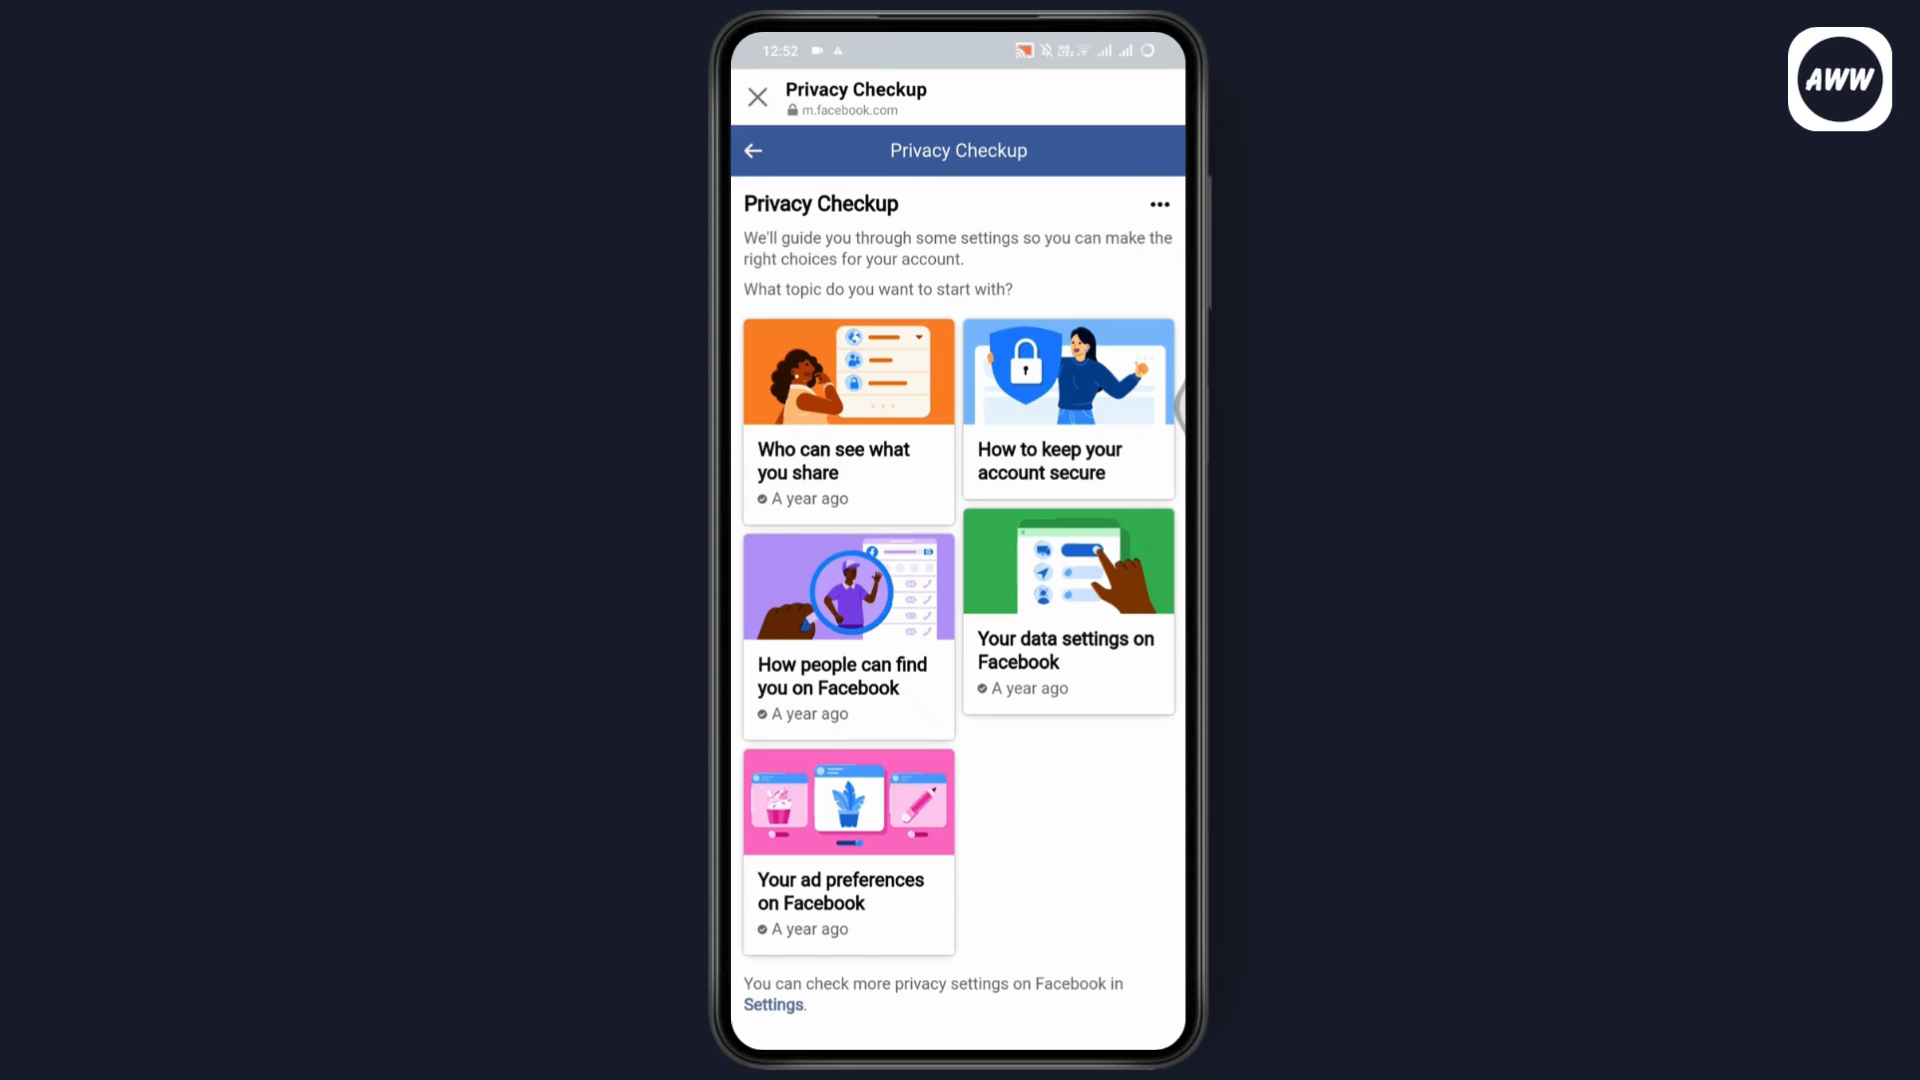 12:52
Privacy Checkup
m.facebook.com
Privacy Checkup
Privacy Checkup
We'll guide you through some settings so you can make the
right choices for your account.
What topic do you want to start with?
Who can see what
you share
A year ago
How to keep your
account secure
How people can find
you on Facebook
A year ago
Your data settings on
Facebook
A year ago
Your ad preferences
on Facebook
A year ago
You can check more privacy settings on Facebook in
Settings.
AWW